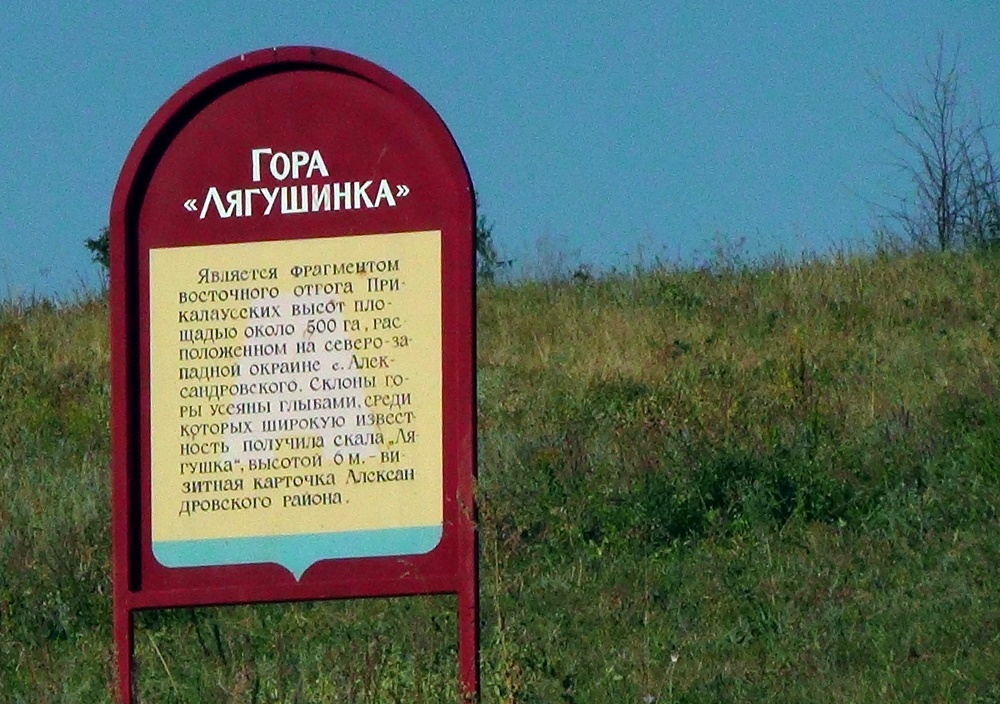 Гора
«Лягушинка»
Является фрагментом
восточного отгога При-
калаусских высот пло-
щадью около 500 га, рас
положенном на северо-за-
падной окраине с. Алек-
сандровского. Склоны го-
ры усеяны глыбами, среди
которых широкую извест-
ность получила скала „Ля-
гушка“, высотой 6 м. – ви-
зитная карточка Алексан
дровского района.